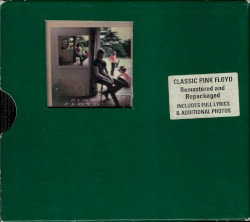 CLASSIC PINK FLOYD
Remastered and
Repackaged
INCLUDES FULL LYRICS
& ADDITIONAL PHOTOS